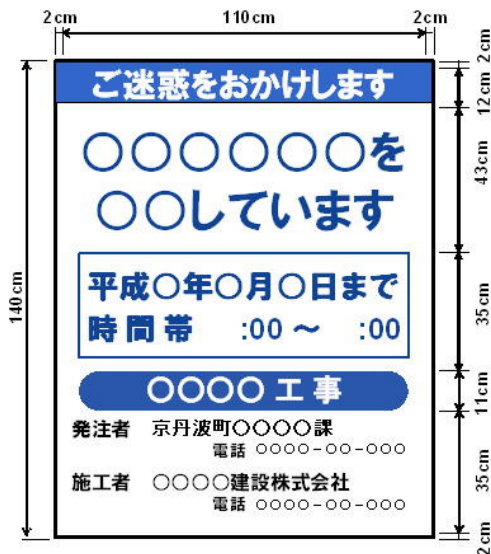 2cm 110cm 2cm
2cm
ご迷惑をおかけします
12cm
○○○○○○を
○○しています
43cm
140cm
平成○年○月○日まで
時間帯 :00～ :00
35cm
○○○○工事
11cm
発注者 京丹波町○○○○課
電話 ○○○○-○○-○○○
施工者 ○○○○建設株式会社
電話 ○○○○-○○-○○○
35cm
2cm